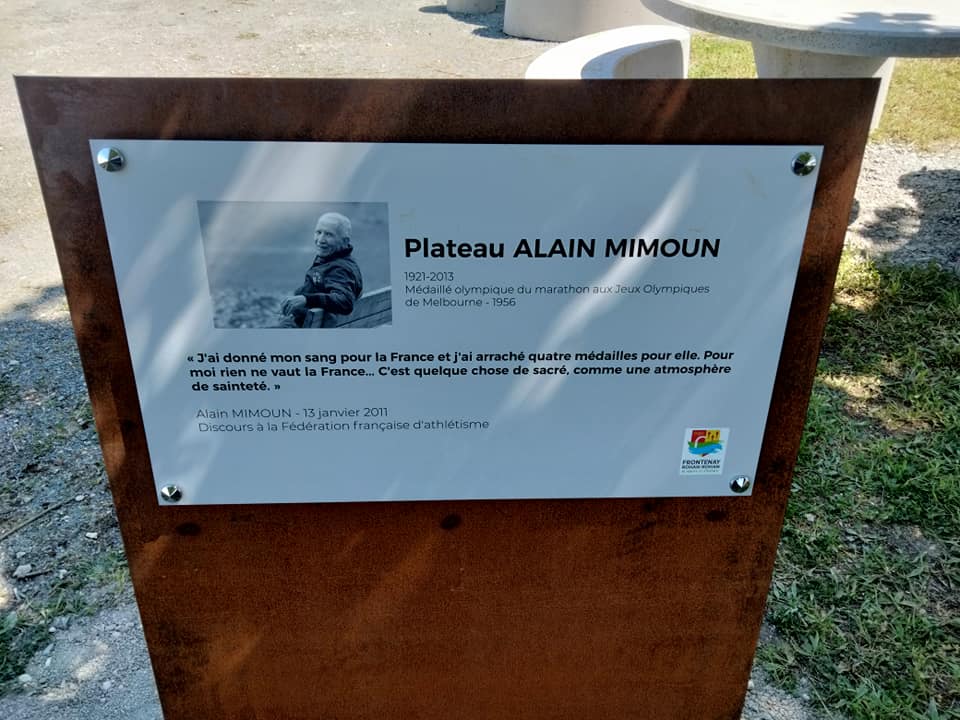 Plateau ALAIN MIMOUN
1921-2013
Médaillé olympique du marathon aux Jeux Olympiques
de Melbourne - 1956
« J'ai donné mon sang pour la France et j'ai arraché quatre médailles pour elle. Pour
moi rien ne vaut la France... C'est quelque chose de sacré, comme une atmosphère
de sainteté. »
Alain MIMOUN - 13 janvier 2011
Discours à la Fédération française d'athlétisme
FRONTENAY
ROHAN-ROHAN